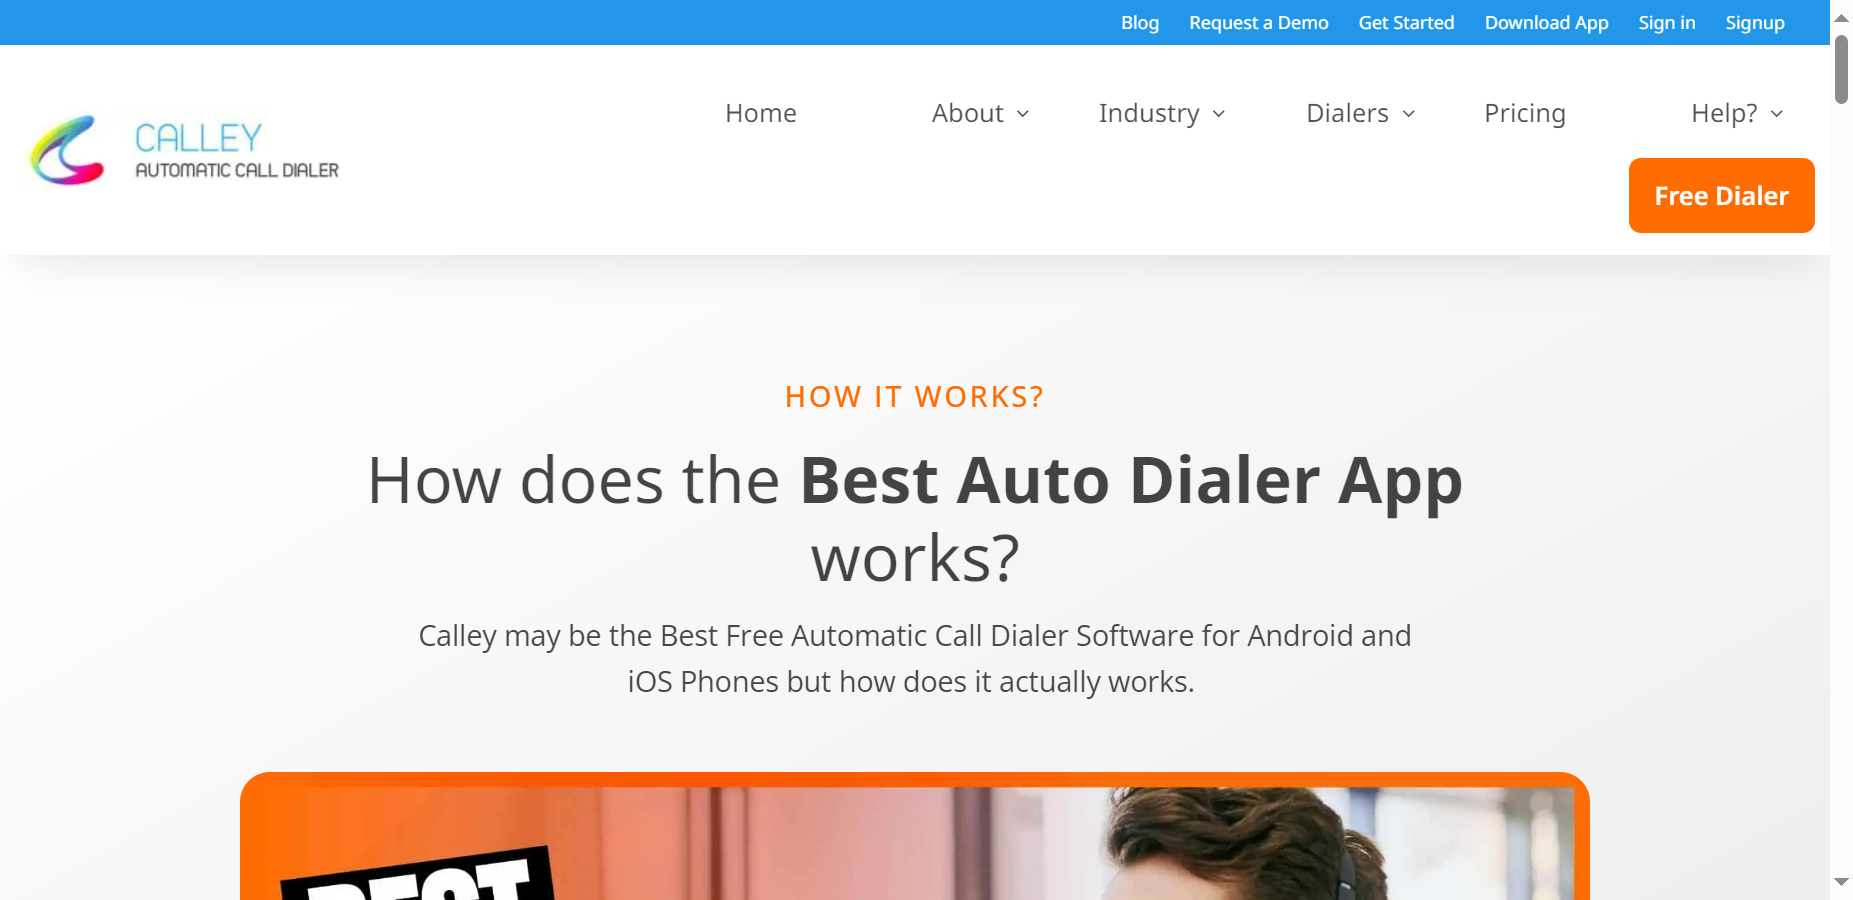 Blog Request a Demo Get Started Download App Sign in Signup
CALLEY
AUTOMATIC CALL DIALER
Home About Industry Dialers Pricing Help?
Free Dialer
HOW IT WORKS?
How does the Best Auto Dialer App
works?
Calley may be the Best Free Automatic Call Dialer Software for Android and
iOS Phones but how does it actually works.
BEST